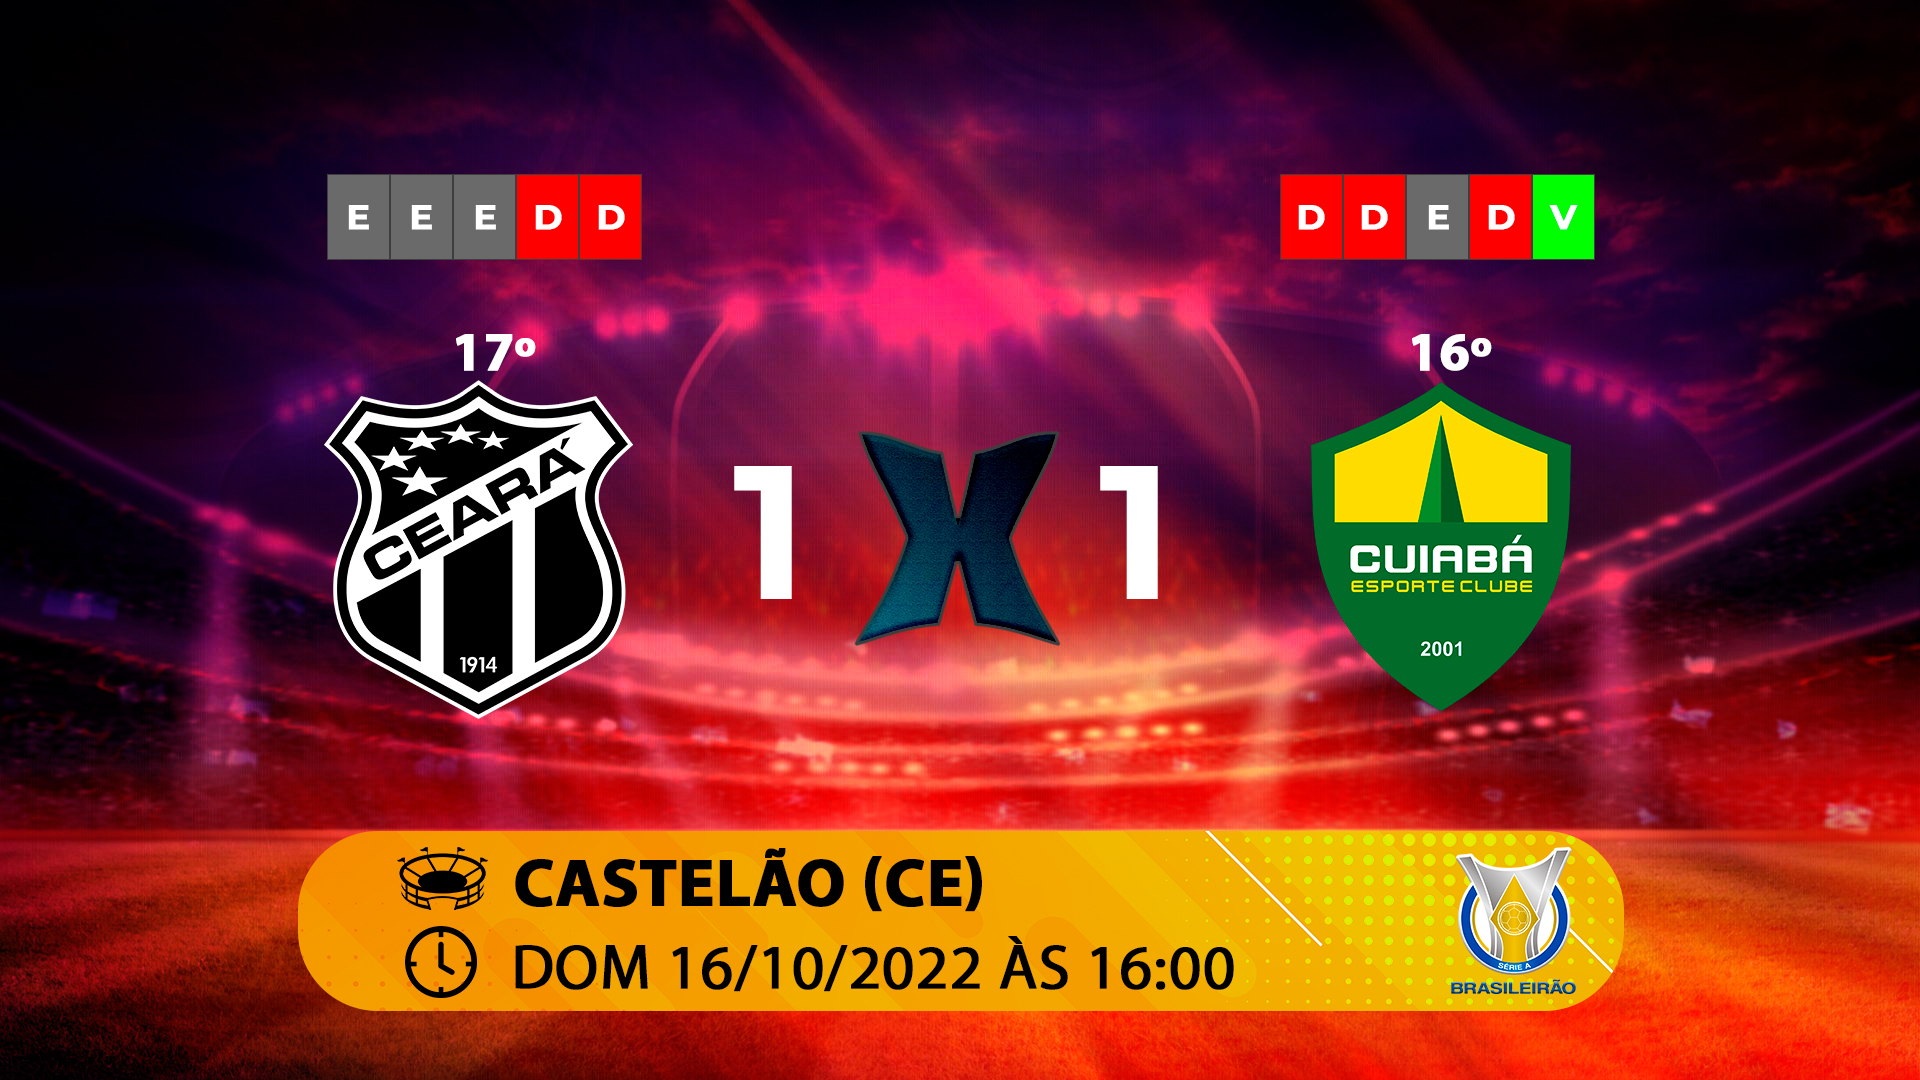 E E E D D
D D E D V
17º
16º
CEARÁ
1914
1 X 1
CUIABÁ
ESPORTE CLUBE
2001
CASTELÃO (CE)
DOM 16/10/2022 ÀS 16:00
SÉRIE A
BRASILEIRÃO